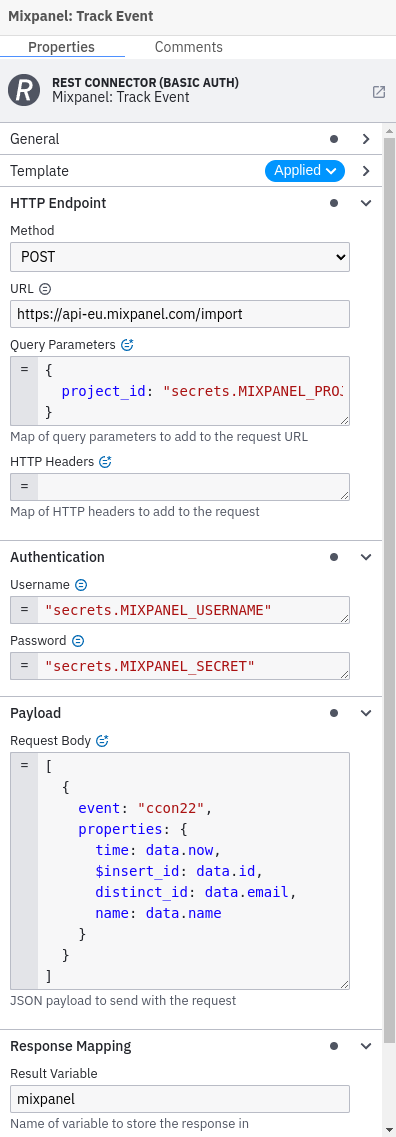 Mixpanel: Track Event
Properties
Comments
R
REST CONNECTOR (BASIC AUTH)
Mixpanel: Track Event
General
Template
Applied
HTTP Endpoint
Method
POST
URL
https://api-eu.mixpanel.com/import
Query Parameters
= {
project_id: "secrets.MIXPANEL_PROJ
}
Map of query parameters to add to the request URL
HTTP Headers
=
Map of HTTP headers to add to the request
Authentication
Username
= "secrets.MIXPANEL_USERNAME"
Password
= "secrets.MIXPANEL_SECRET"
Payload
Request Body
= [
{
event: "ccon22",
properties: {
time: data.now,
$insert_id: data.id,
distinct_id: data.email,
name: data.name
}
}
]
JSON payload to send with the request
Response Mapping
Result Variable
mixpanel
Name of variable to store the response in